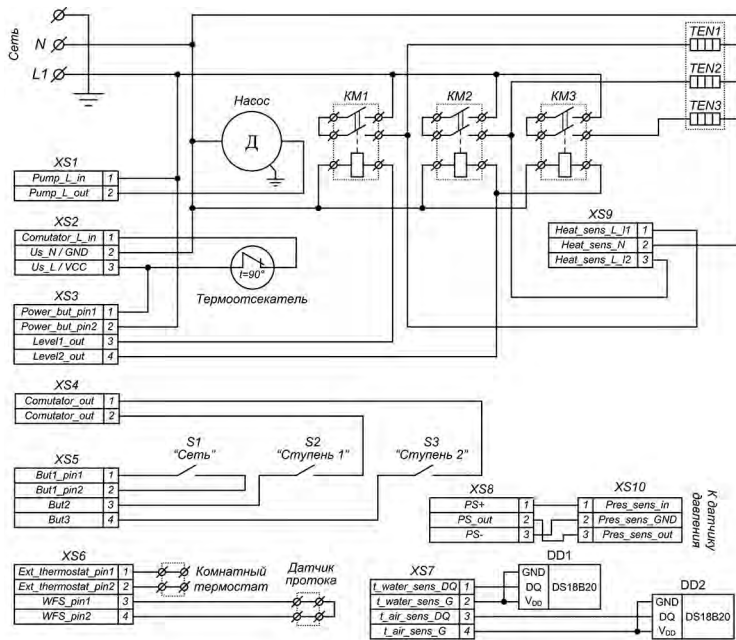 Сеть
N
L1
TEN1
TEN2
TEN3
Насос
Д
KM1
KM2
KM3
XS1
Pump_L_in 1
Pump_L_out 2
XS2
Comutator_L_in 1
Us_N / GND 2
Us_L / VCC 3
t=90°
Термоотсекатель
XS9
Heat_sens_L_I1 1
Heat_sens_N 2
Heat_sens_L_I2 3
XS3
Power_but_pin1 1
Power_but_pin2 2
Level1_out 3
Level2_out 4
XS4
Comutator_out 1
Comutator_out 2
S1
"Сеть"
S2
"Ступень 1"
S3
"Ступень 2"
XS5
But1_pin1 1
But1_pin2 2
But2 3
But3 4
XS8
PS+ 1
PS_out 2
PS- 3
XS10
1 Pres_sens_in
2 Pres_sens_GND
3 Pres_sens_out
К датчику
давления
XS6
Ext_thermostat_pin1 1
Ext_thermostat_pin2 2
WFS_pin1 3
WFS_pin2 4
Комнатный
термостат
Датчик
протока
XS7
t_water_sens_DQ 1
t_water_sens_G 2
t_air_sens_DQ 3
t_air_sens_G 4
DD1
GND
DQ
VDD
DS18B20
DD2
GND
DQ
VDD
DS18B20